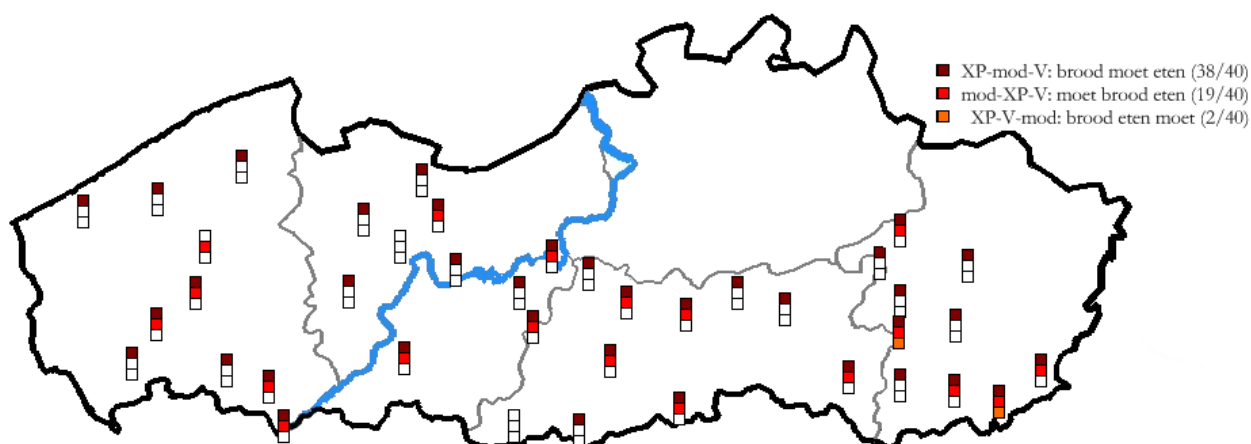 XP-mod-V: brood moet eten (38/40)
mod-XP-V: moet brood eten (19/40)
XP-V-mod: brood eten moet (2/40)